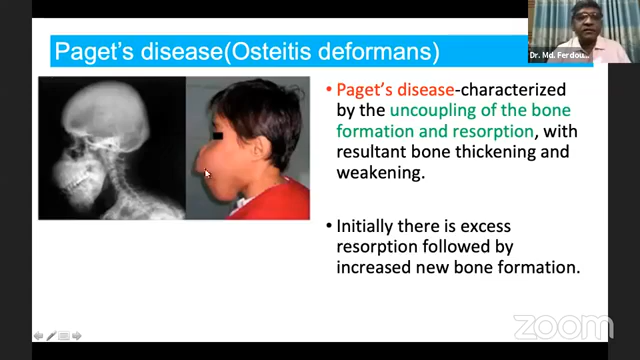 Paget's disease(Osteitis deformans)
Dr. Md. Ferdou...
• Paget's disease-characterized
by the uncoupling of the bone
formation and resorption, with
resultant bone thickening and
weakening.
• Initially there is excess
resorption followed by
increased new bone formation.
zoom